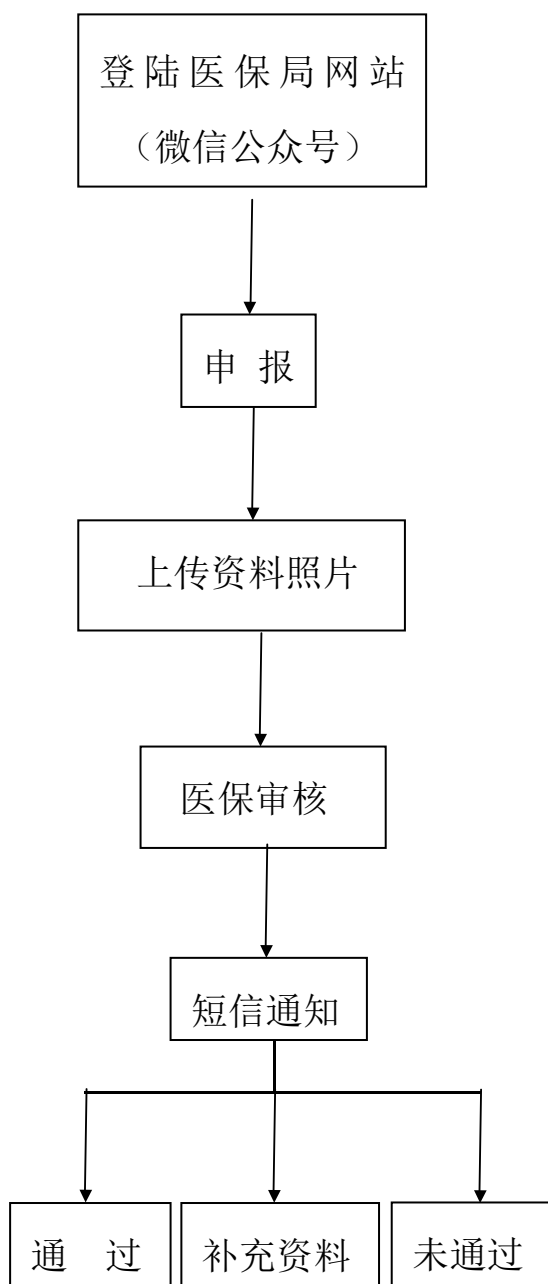 登陆医保局网站
（微信公众号）
申 报
上传资料照片
医保审核
短信通知
通 过
补充资料
未通过